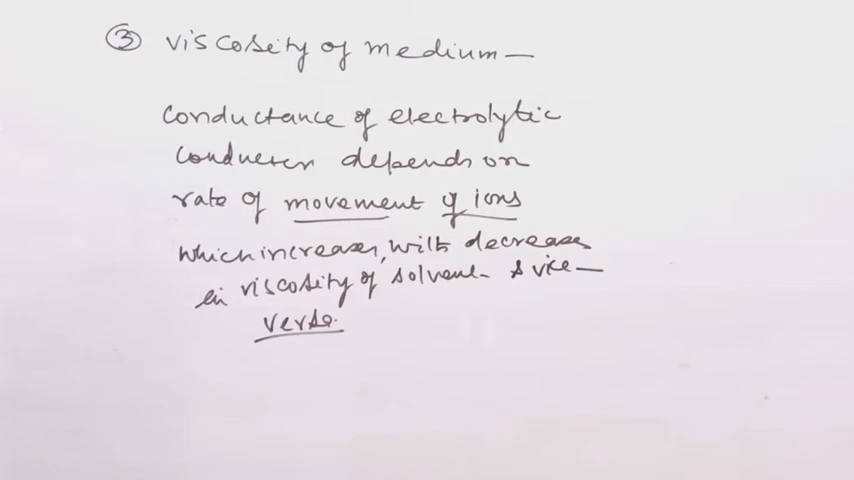 ③ viscosity of medium —
conductance of electrolytic
conductor depends on
rate of movement of ions
which increases, with decrease
in viscosity of solvent & vice —
versa.